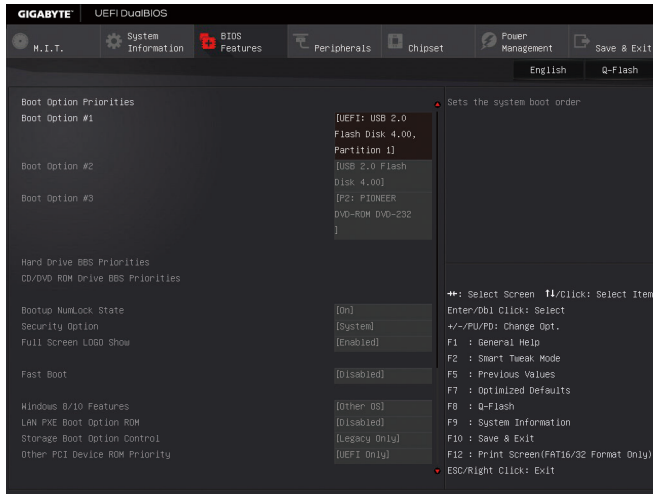 GIGABYTE™ UEFI DualBIOS
M.I.T.
System Information
BIOS Features
Peripherals
Chipset
Power Management
Save & Exit
English Q-Flash
Boot Option Priorities
Boot Option #1 [UEFI: USB 2.0
Flash Disk 4.00,
Partition 1]
Boot Option #2 [USB 2.0 Flash
Disk 4.00]
Boot Option #3 [P2: PIONEER
DVD-ROM DVD-232
]
Hard Drive BBS Priorities
CD/DVD ROM Drive BBS Priorities
Bootup NumLock State [On]
Security Option [System]
Full Screen LOGO Show [Enabled]
Fast Boot [Disabled]
Windows 8/10 Features [Other OS]
LAN PXE Boot Option ROM [Disabled]
Storage Boot Option Control [Legacy Only]
Other PCI Device ROM Priority [UEFI Only]
Sets the system boot order
→←: Select Screen ↑↓/Click: Select Item
Enter/Dbl Click: Select
+/-/PU/PD: Change Opt.
F1 : General Help
F2 : Smart Tweak Mode
F5 : Previous Values
F7 : Optimized Defaults
F8 : Q-Flash
F9 : System Information
F10 : Save & Exit
F12 : Print Screen(FAT16/32 Format Only)
ESC/Right Click: Exit